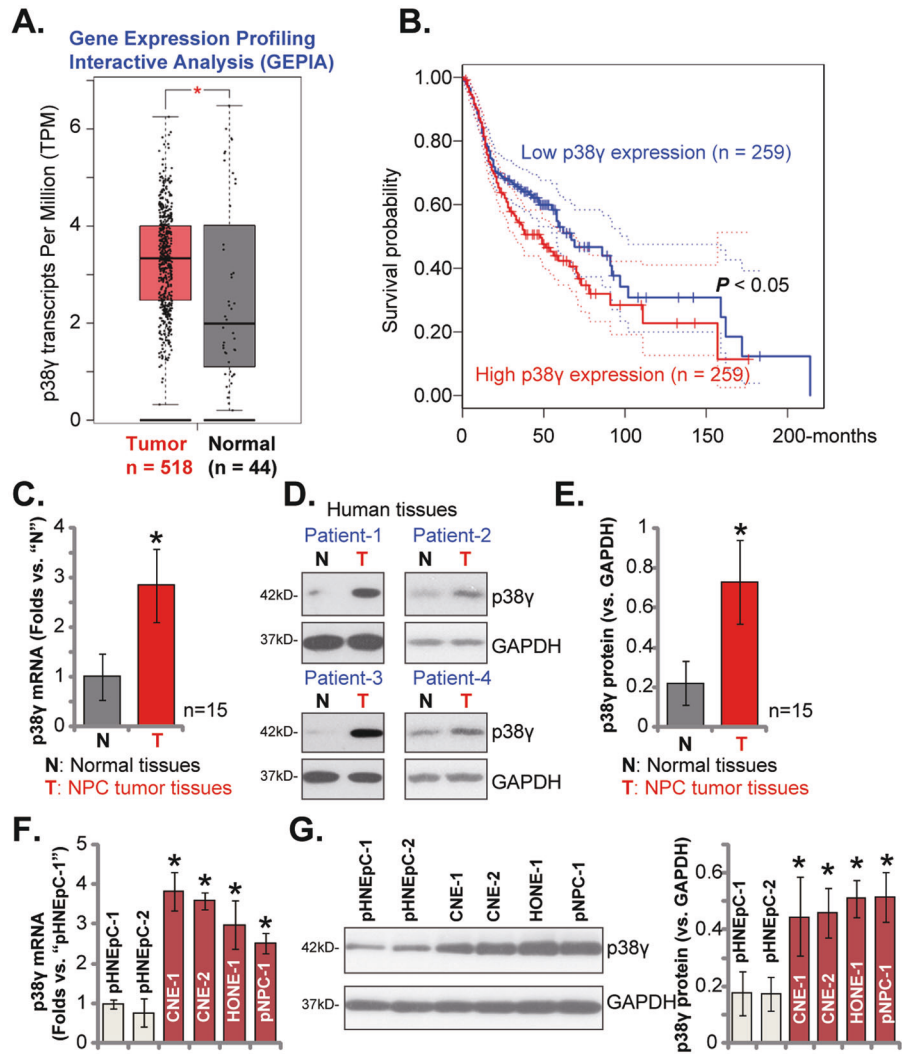 A.
Gene Expression Profiling
Interactive Analysis (GEPIA)
*
p38γ transcripts Per Million (TPM)
6
4
2
0
Tumor
n = 518
Normal
(n = 44)
B.
Survival probability
1.00
0.80
0.60
0.40
0.20
0.00
Low p38γ expression (n = 259)
P < 0.05
High p38γ expression (n = 259)
0 50 100 150 200-months
C.
p38γ mRNA (Folds vs. “N”)
4
3
2
1
0
*
n=15
N T
N: Normal tissues
T: NPC tumor tissues
D.
Human tissues
Patient-1 Patient-2
N T N T
42kD- p38γ
37kD- GAPDH
Patient-3 Patient-4
N T N T
42kD- p38γ
37kD- GAPDH
E.
p38γ protein (vs. GAPDH)
1
0.8
0.6
0.4
0.2
0
*
n=15
N T
N: Normal tissues
T: NPC tumor tissues
F.
p38γ mRNA
(Folds vs. “pHNEpC-1”)
5
4
3
2
1
0
pHNEpC-1
pHNEpC-2
* CNE-1
* CNE-2
* HONE-1
* pNPC-1
G.
pHNEpC-1
pHNEpC-2
CNE-1
CNE-2
HONE-1
pNPC-1
42kD- p38γ
37kD- GAPDH
p38γ protein (vs. GAPDH)
0.6
0.4
0.2
0
pHNEpC-1
pHNEpC-2
* CNE-1
* CNE-2
* HONE-1
* pNPC-1